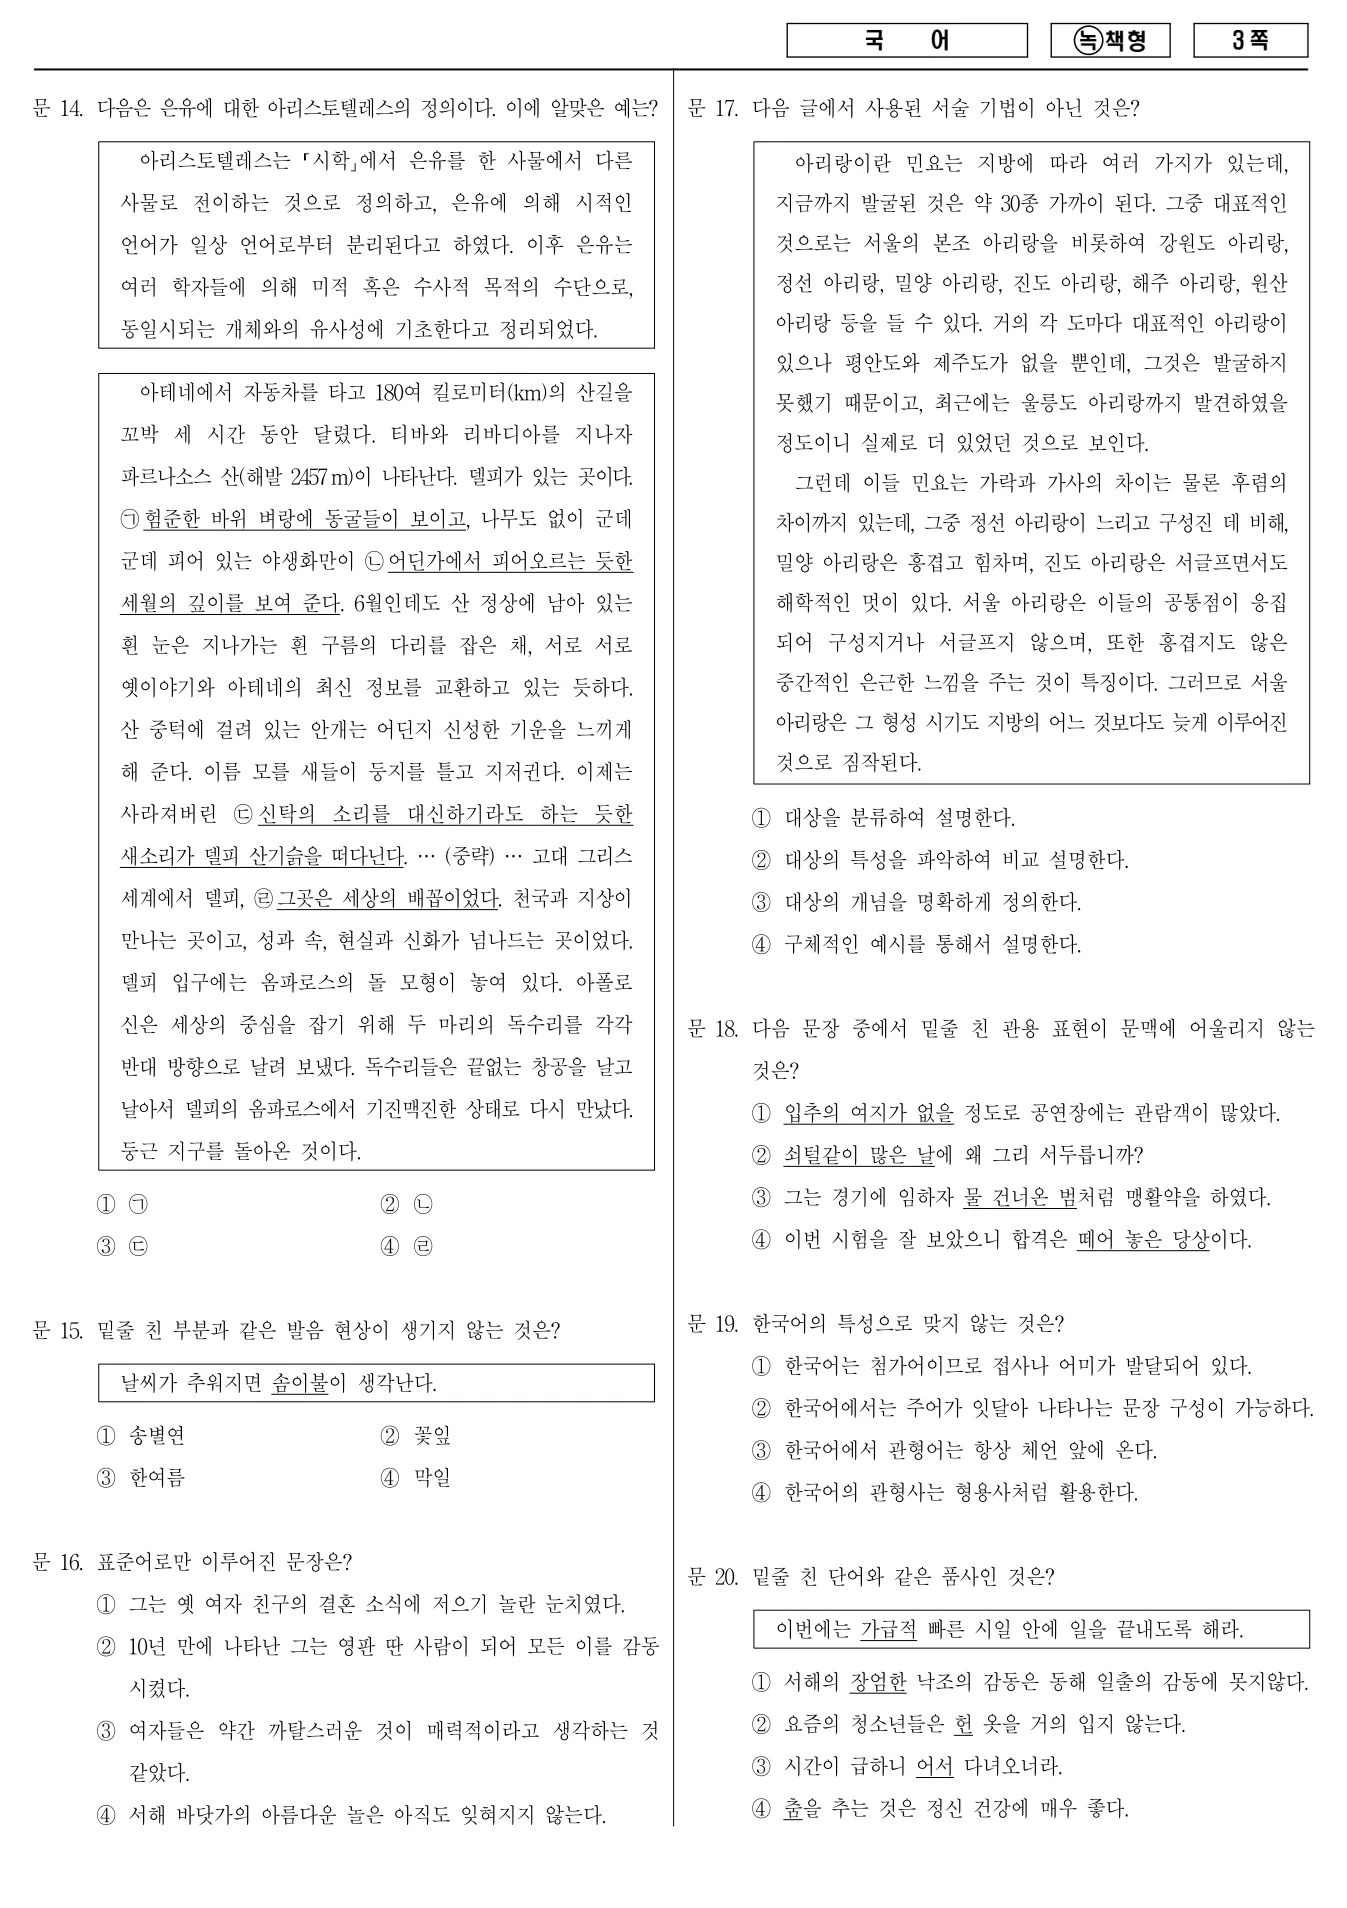 국 어
녹책형
3쪽
문 14. 다음은 은유에 대한 아리스토텔레스의 정의이다. 이에 알맞은 예는?
아리스토텔레스는 「시학」에서 은유를 한 사물에서 다른
사물로 전이하는 것으로 정의하고, 은유에 의해 시적인
언어가 일상 언어로부터 분리된다고 하였다. 이후 은유는
여러 학자들에 의해 미적 혹은 수사적 목적의 수단으로,
동일시되는 개체와의 유사성에 기초한다고 정리되었다.
아테네에서 자동차를 타고 180여 킬로미터(km)의 산길을
꼬박 세 시간 동안 달렸다. 티바와 리바디아를 지나자
파르나소스 산(해발 2457m)이 나타난다. 델피가 있는 곳이다.
㉠험준한 바위 벼랑에 동굴들이 보이고, 나무도 없이 군데
군데 피어 있는 야생화만이 ㉡어딘가에서 피어오르는 듯한
세월의 깊이를 보여 준다. 6월인데도 산 정상에 남아 있는
흰 눈은 지나가는 흰 구름의 다리를 잡은 채, 서로 서로
옛이야기와 아테네의 최신 정보를 교환하고 있는 듯하다.
산 중턱에 걸려 있는 안개는 어딘지 신성한 기운을 느끼게
해 준다. 이름 모를 새들이 둥지를 틀고 지저귄다. 이제는
사라져버린 ㉢신탁의 소리를 대신하기라도 하는 듯한
새소리가 델피 산기슭을 떠다닌다. … (중략) … 고대 그리스
세계에서 델피, ㉣그곳은 세상의 배꼽이었다. 천국과 지상이
만나는 곳이고, 성과 속, 현실과 신화가 넘나드는 곳이었다.
델피 입구에는 옴파로스의 돌 모형이 놓여 있다. 아폴로
신은 세상의 중심을 잡기 위해 두 마리의 독수리를 각각
반대 방향으로 날려 보냈다. 독수리들은 끝없는 창공을 날고
날아서 델피의 옴파로스에서 기진맥진한 상태로 다시 만났다.
둥근 지구를 돌아온 것이다.
① ㉠ ② ㉡
③ ㉢ ④ ㉣
문 15. 밑줄 친 부분과 같은 발음 현상이 생기지 않는 것은?
날씨가 추워지면 솜이불이 생각난다.
① 송별연 ② 꽃잎
③ 한여름 ④ 막일
문 16. 표준어로만 이루어진 문장은?
① 그는 옛 여자 친구의 결혼 소식에 저으기 놀란 눈치였다.
② 10년 만에 나타난 그는 영판 딴 사람이 되어 모든 이를 감동
시켰다.
③ 여자들은 약간 까탈스러운 것이 매력적이라고 생각하는 것
같았다.
④ 서해 바닷가의 아름다운 놀은 아직도 잊혀지지 않는다.
문 17. 다음 글에서 사용된 서술 기법이 아닌 것은?
아리랑이란 민요는 지방에 따라 여러 가지가 있는데,
지금까지 발굴된 것은 약 30종 가까이 된다. 그중 대표적인
것으로는 서울의 본조 아리랑을 비롯하여 강원도 아리랑,
정선 아리랑, 밀양 아리랑, 진도 아리랑, 해주 아리랑, 원산
아리랑 등을 들 수 있다. 거의 각 도마다 대표적인 아리랑이
있으나 평안도와 제주도가 없을 뿐인데, 그것은 발굴하지
못했기 때문이고, 최근에는 울릉도 아리랑까지 발견하였을
정도이니 실제로 더 있었던 것으로 보인다.
그런데 이들 민요는 가락과 가사의 차이는 물론 후렴의
차이까지 있는데, 그중 정선 아리랑이 느리고 구성진 데 비해,
밀양 아리랑은 흥겹고 힘차며, 진도 아리랑은 서글프면서도
해학적인 멋이 있다. 서울 아리랑은 이들의 공통점이 응집
되어 구성지거나 서글프지 않으며, 또한 흥겹지도 않은
중간적인 은근한 느낌을 주는 것이 특징이다. 그러므로 서울
아리랑은 그 형성 시기도 지방의 어느 것보다도 늦게 이루어진
것으로 짐작된다.
① 대상을 분류하여 설명한다.
② 대상의 특성을 파악하여 비교 설명한다.
③ 대상의 개념을 명확하게 정의한다.
④ 구체적인 예시를 통해서 설명한다.
문 18. 다음 문장 중에서 밑줄 친 관용 표현이 문맥에 어울리지 않는
것은?
① 입추의 여지가 없을 정도로 공연장에는 관람객이 많았다.
② 쇠털같이 많은 날에 왜 그리 서두릅니까?
③ 그는 경기에 임하자 물 건너온 범처럼 맹활약을 하였다.
④ 이번 시험을 잘 보았으니 합격은 떼어 놓은 당상이다.
문 19. 한국어의 특성으로 맞지 않는 것은?
① 한국어는 첨가어이므로 접사나 어미가 발달되어 있다.
② 한국어에서는 주어가 잇달아 나타나는 문장 구성이 가능하다.
③ 한국어에서 관형어는 항상 체언 앞에 온다.
④ 한국어의 관형사는 형용사처럼 활용한다.
문 20. 밑줄 친 단어와 같은 품사인 것은?
이번에는 가급적 빠른 시일 안에 일을 끝내도록 해라.
① 서해의 장엄한 낙조의 감동은 동해 일출의 감동에 못지않다.
② 요즘의 청소년들은 헌 옷을 거의 입지 않는다.
③ 시간이 급하니 어서 다녀오너라.
④ 춤을 추는 것은 정신 건강에 매우 좋다.